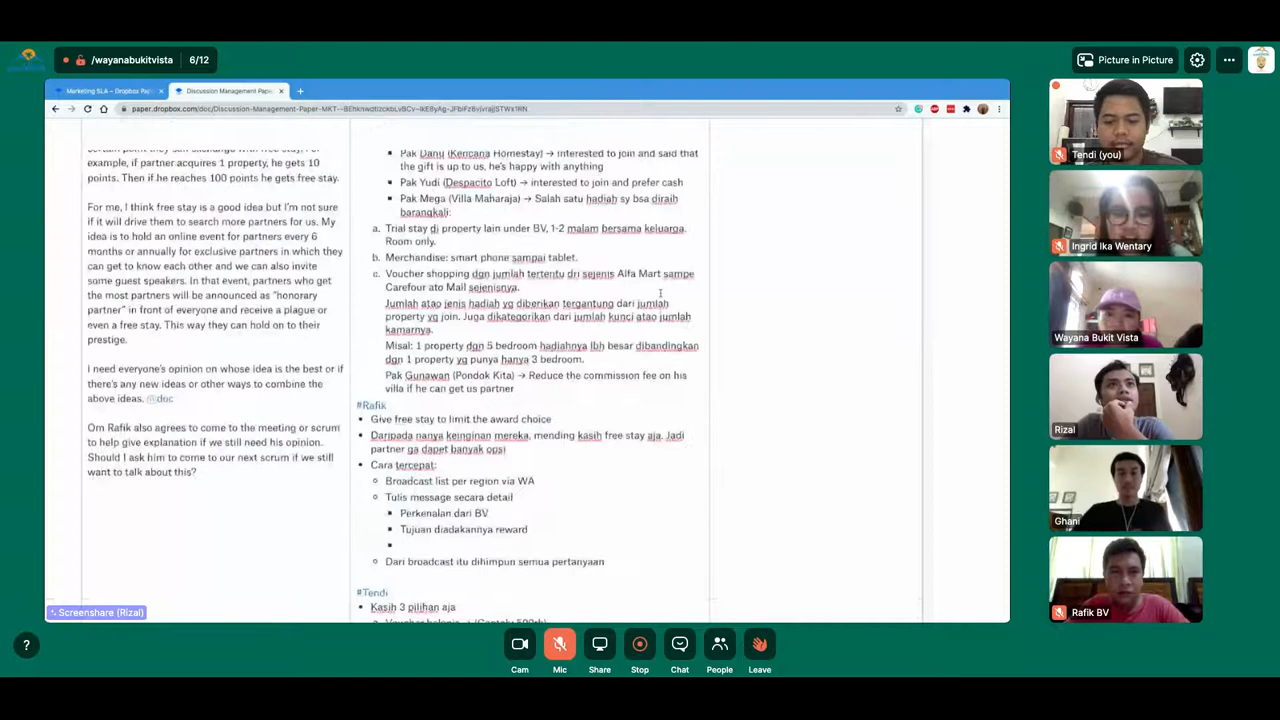 /wayanabukitvista
6/12
Picture in Picture
Marketing SLA – Dropbox Pape
Discussion Management Pape
example, if partner acquires 1 property, he gets 10
points. Then if he reaches 100 points he gets free stay.
For me, I think free stay is a good idea but I'm not sure
if it will drive them to search more partners for us. My
idea is to hold an online event for partners every 6
months or annually for exclusive partners in which they
can get to know each other and we can also invite
some guest speakers. In that event, partners who get
the most partners will be announced as "honorary
partner" in front of everyone and receive a plague or
even a free stay. This way they can hold on to their
prestige.
I need everyone's opinion on whose idea is the best or if
there's any new ideas or other ways to combine the
above ideas. @doc
Om Rafik also agrees to come to the meeting or scrum
to help give explanation if we still need his opinion.
Should I ask him to come to our next scrum if we still
want to talk about this?
Pak Danu (Kencana Homestay) → interested to join and said that
the gift is up to us, he's happy with anything
Pak Yudi (Despacito Loft) → interested to join and prefer cash
Pak Mega (Villa Maharaja) → Salah satu hadiah sy bsa diraih
barangkali:
a. Trial stay di property lain under BV, 1-2 malam bersama keluarga.
Room only.
b. Merchandise: smart phone sampai tablet.
c. Voucher shopping dgn jumlah tertentu dri sejenis Alfa Mart sampe
Carefour ato Mall sejenisnya.
Jumlah atao jenis hadiah yg diberikan tergantung dari jumlah
property yg join. Juga dikategorikan dari jumlah kunci atao jumlah
kamarnya.
Misal: 1 property dgn 5 bedroom hadiahnya lbh besar dibandingkan
dgn 1 property yg punya hanya 3 bedroom.
Pak Gunawan (Pondok Kita) → Reduce the commission fee on his
villa if he can get us partner
#Rafik
Give free stay to limit the award choice
Daripada nanya keinginan mereka, mending kasih free stay aja. Jadi
partner ga dapet banyak opsi
Cara tercepat:
Broadcast list per region via WA
Tulis message secara detail
Perkenalan dari BV
Tujuan diadakannya reward
Dari broadcast itu dihimpun semua pertanyaan
#Tendi
Kasih 3 pilihan aja
Screenshare (Rizal)
Tendi (you)
Ingrid Ika Wentary
Wayana Bukit Vista
Rizal
Ghani
Rafik BV
?
Cam
Mic
Share
Stop
Chat
People
Leave